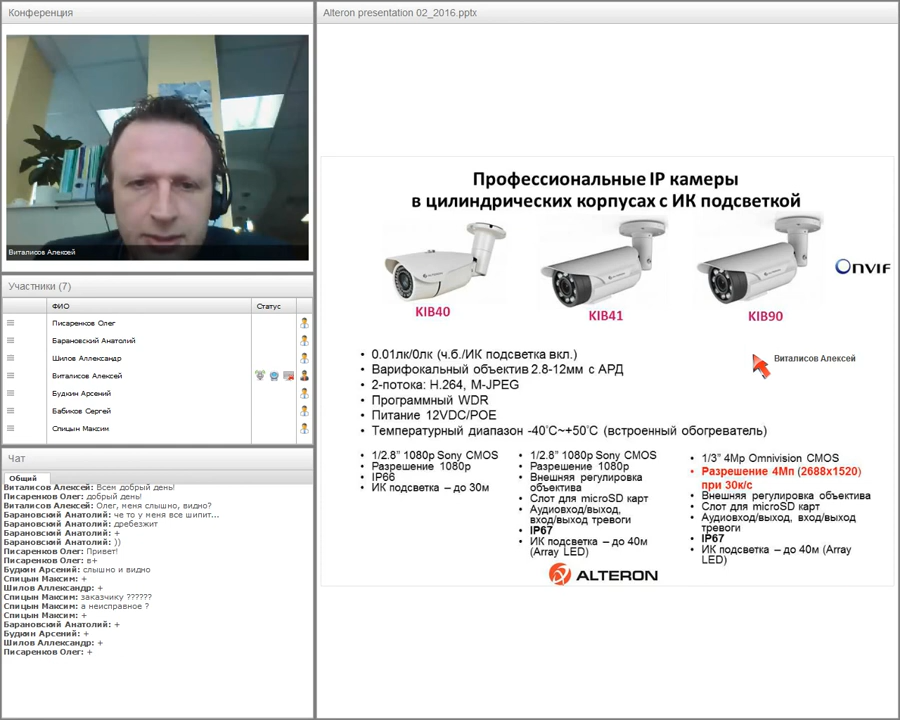 Конференция
Виталисов Алексей
Участники (7)
ФИО
Статус
Писаренков Олег
Барановский Анатолий
Шилов Аллександр
Виталисов Алексей
Будкин Арсений
Бабиков Сергей
Спицын Максим
Чат
Общий
Виталисов Алексей: Всем добрый день!
Писаренков Олег: добрый день!
Виталисов Алексей: Олег, меня слышно, видно?
Барановский Анатолий: че то у меня все шипит...
Барановский Анатолий: дребезжит
Барановский Анатолий: +
Барановский Анатолий: ))
Писаренков Олег: Привет!
Писаренков Олег: в+
Будкин Арсений: слышно и видно
Спицын Максим: +
Шилов Аллександр: +
Спицын Максим: заказчику ??????
Спицын Максим: а неисправное ?
Спицын Максим: +
Барановский Анатолий: +
Будкин Арсений: +
Шилов Аллександр: +
Писаренков Олег: +
Alteron presentation 02_2016.pptx
Профессиональные IP камеры
в цилиндрических корпусах с ИК подсветкой
KIB40
KIB41
KIB90
ONVIF
• 0.01лк/0лк (ч.б./ИК подсветка вкл.)
• Варифокальный объектив 2.8-12мм с АРД
• 2-потока: H.264, M-JPEG
• Программный WDR
• Питание 12VDC/POE
• Температурный диапазон -40˚C~+50˚C (встроенный обогреватель)
Виталисов Алексей
• 1/2.8” 1080p Sony CMOS
• Разрешение 1080p
• IP66
• ИК подсветка – до 30м
• 1/2.8” 1080p Sony CMOS
• Разрешение 1080p
• Внешняя регулировка
объектива
• Слот для microSD карт
• Аудиовход/выход,
вход/выход тревоги
• IP67
• ИК подсветка – до 40м
(Array LED)
• 1/3” 4Mp Omnivision CMOS
• Разрешение 4Мп (2688x1520)
при 30к/с
• Внешняя регулировка объектива
• Слот для microSD карт
• Аудиовход/выход, вход/выход
тревоги
• IP67
• ИК подсветка – до 40м (Array
LED)
ALTERON